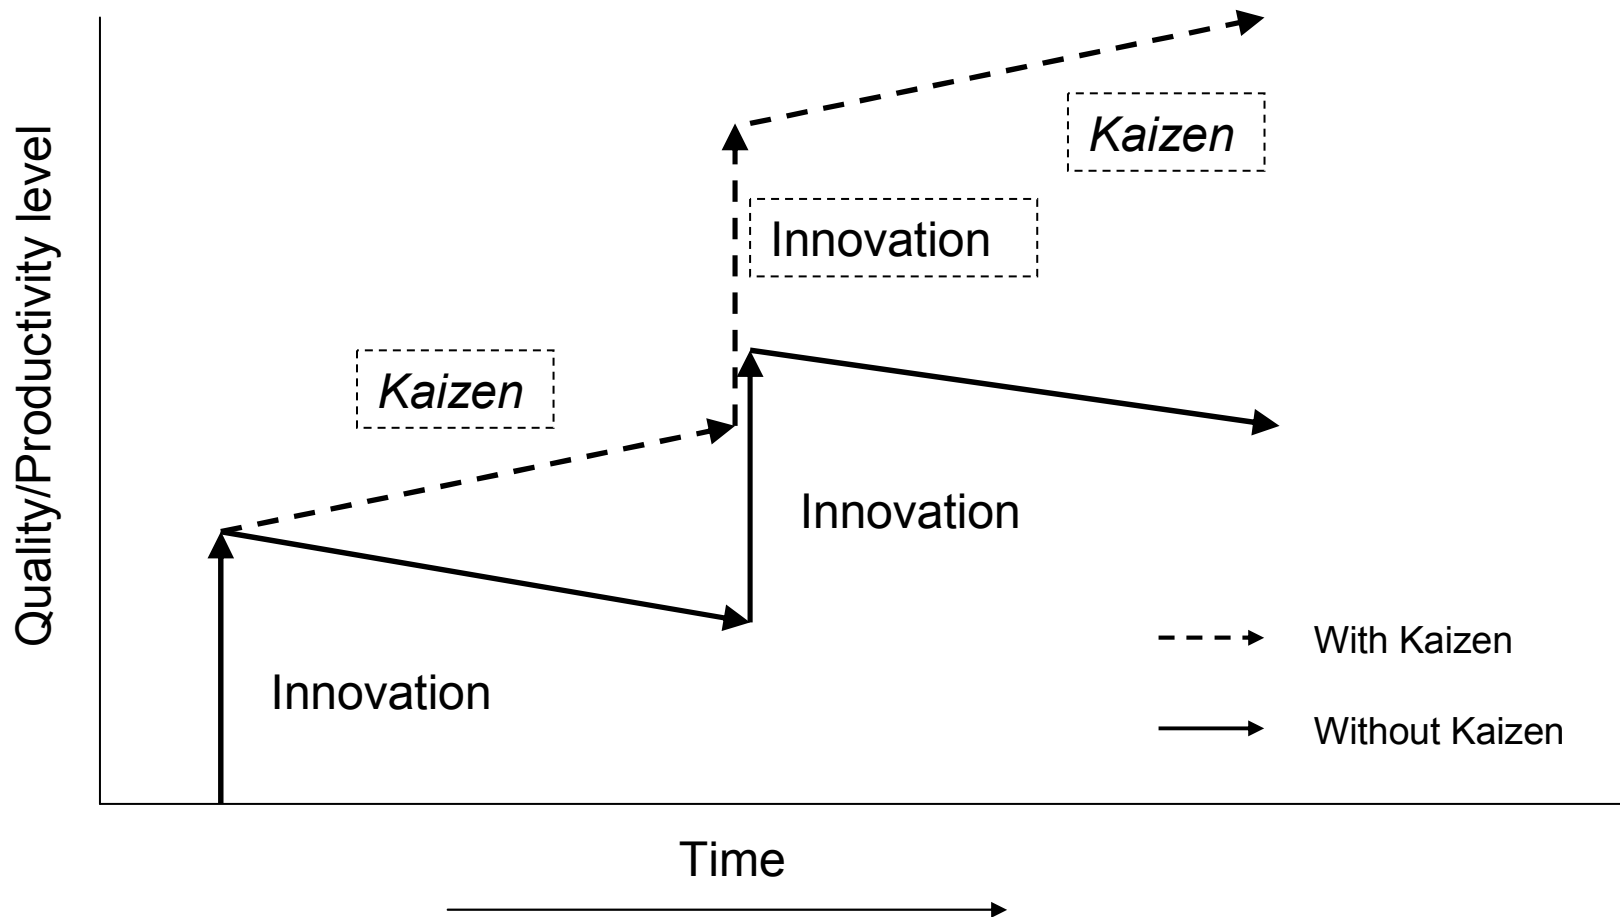 Quality/Productivity level
Kaizen
Innovation
Kaizen
Innovation
Innovation
With Kaizen
Without Kaizen
Time